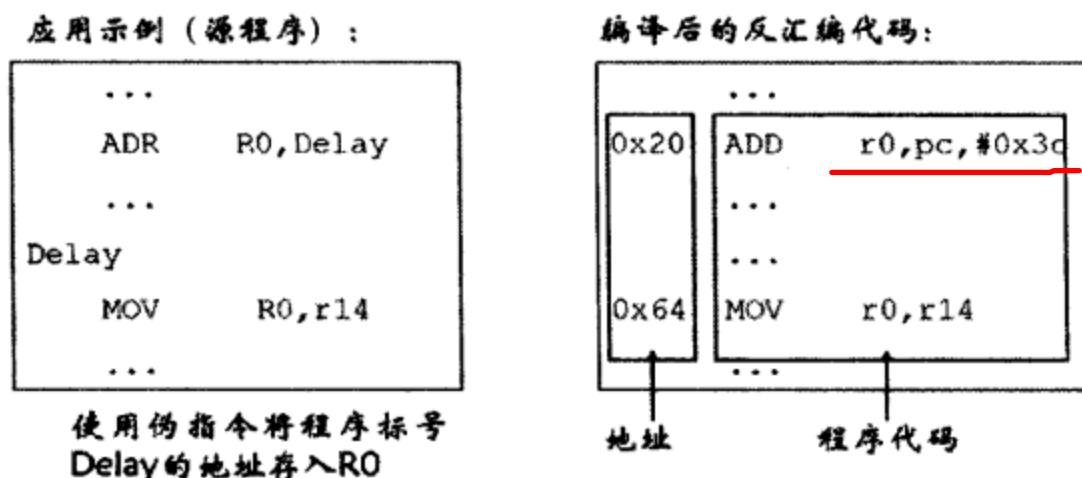 应用示例（源程序）：
...
ADR R0,Delay
...
Delay
MOV R0,r14
...
使用伪指令将程序标号
Delay的地址存入R0
编译后的反汇编代码：
...
0x20 ADD r0,pc,#0x3c
...
...
0x64 MOV r0,r14
...
地址 程序代码